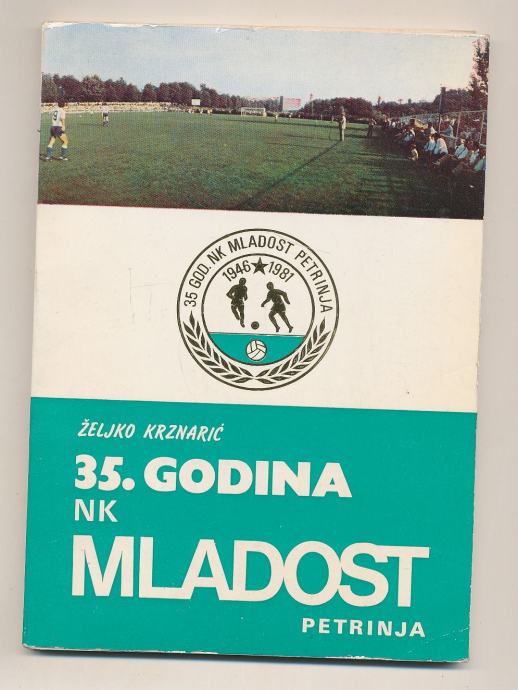 35 GOD. NK MLADOST PETRINJA
1946 ★ 1981
ŽELJKO KRZNARIĆ
35. GODINA
NK
MLADOST
PETRINJA